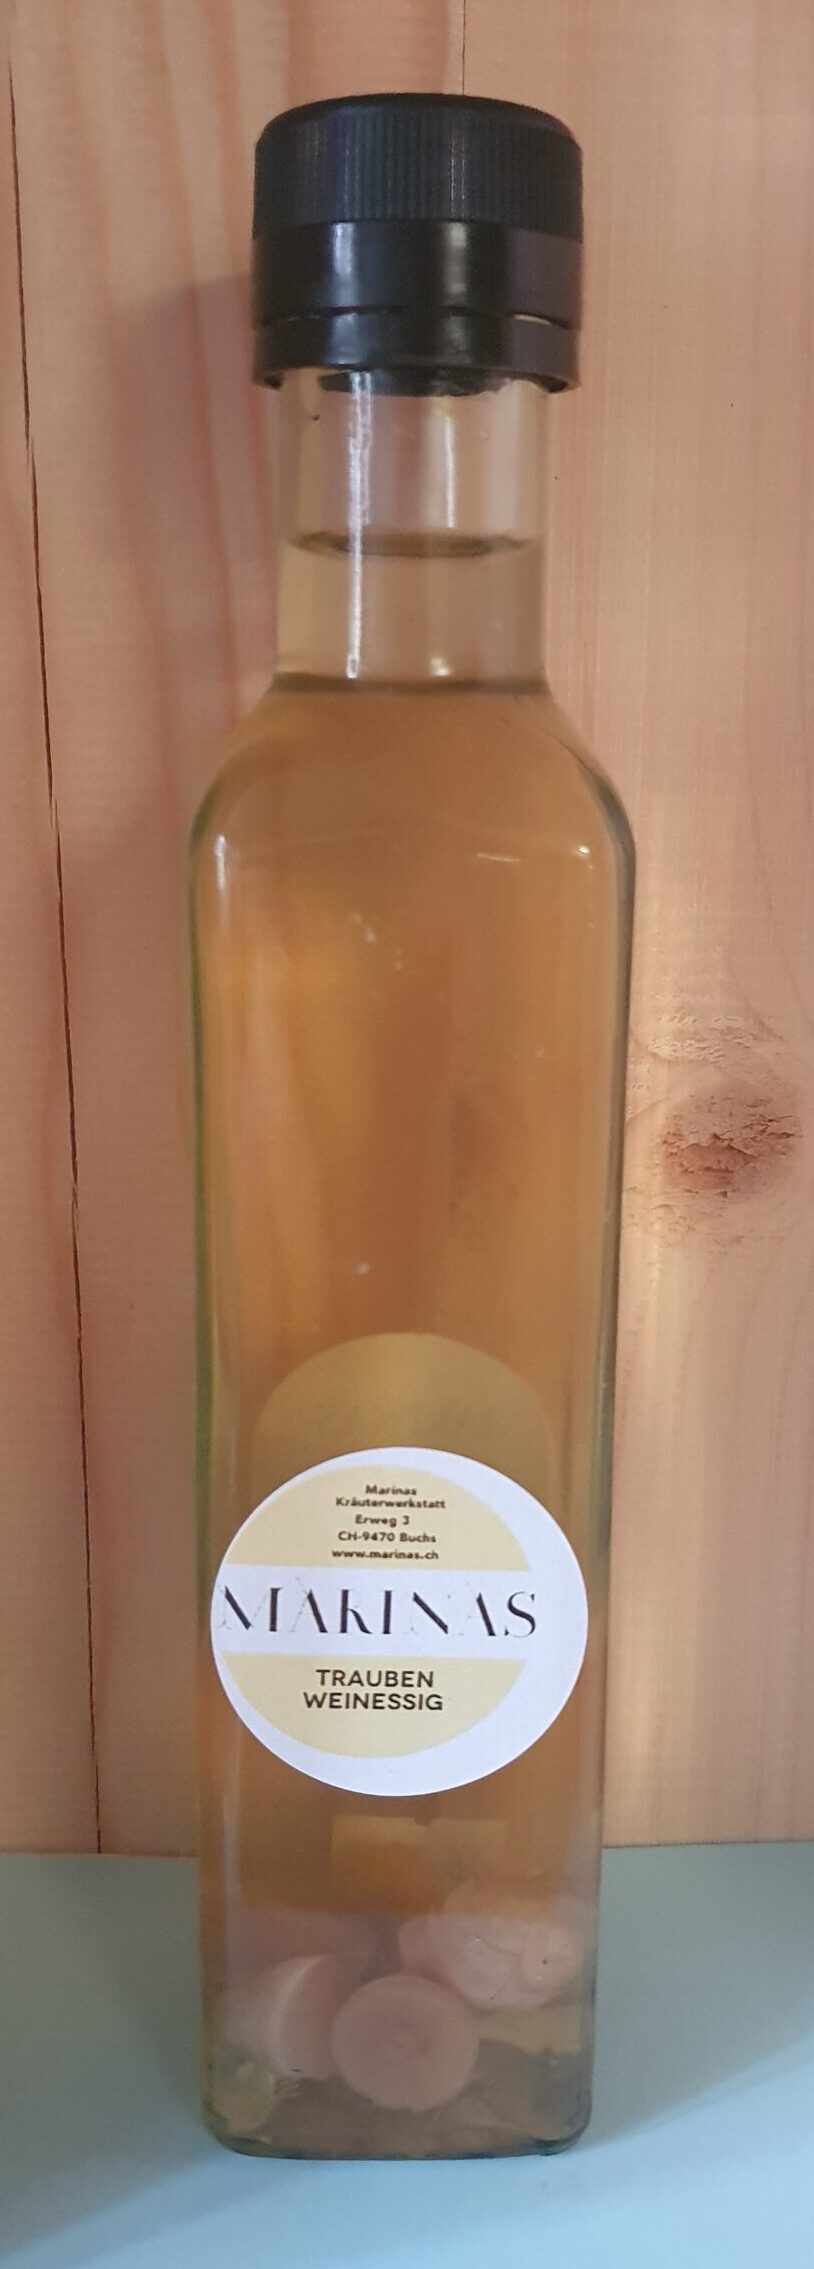 Marinas
Kräuterwerkstatt
Erweg 3
CH-9470 Buchs
www.marinas.ch
MARINAS
TRAUBEN
WEINESSIG